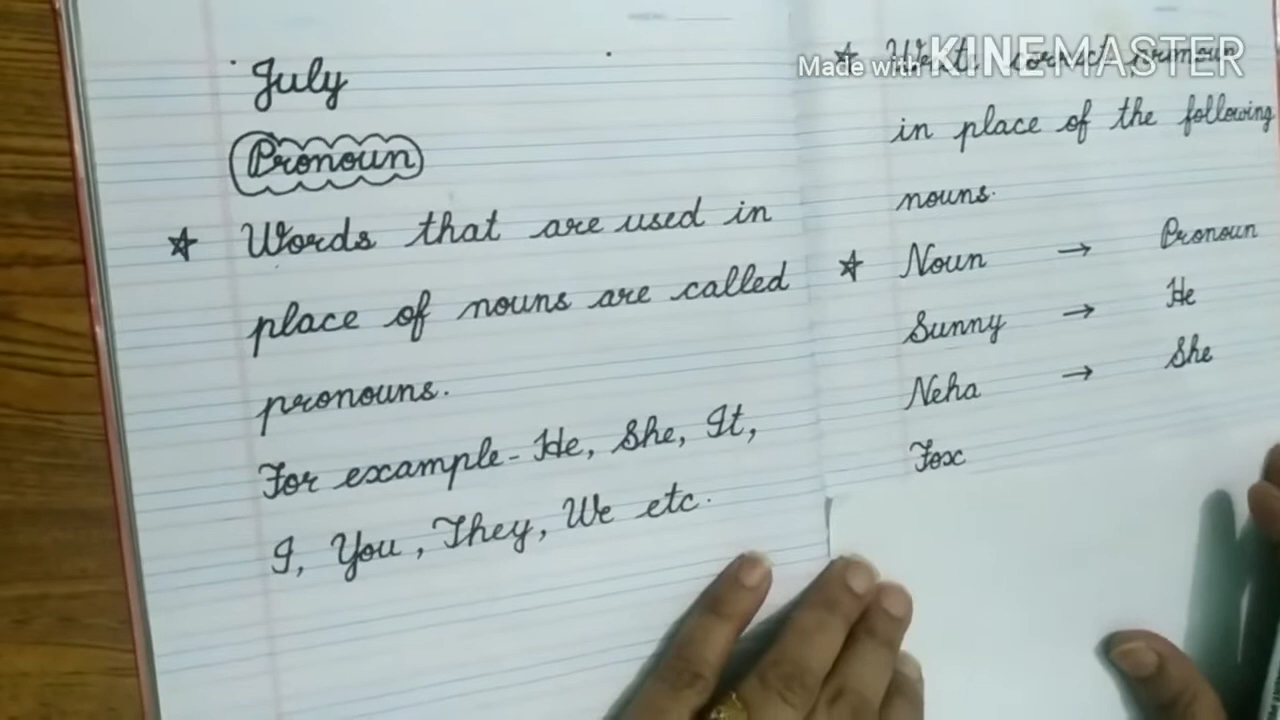 July
Pronoun
Words that are used in
place of nouns are called
pronouns.
For example - He, She, It,
I, You, They, We etc.
Made with KINEMASTER
correct pronoun
in place of the following
nouns.
Noun → Pronoun
Sunny → He
Neha → She
Fox